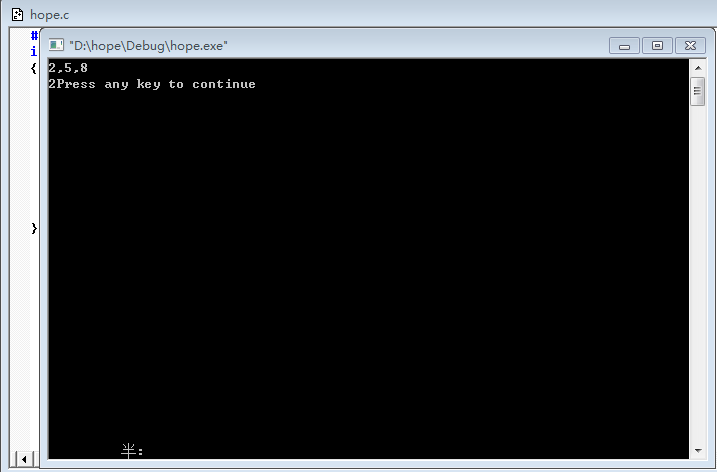 hope.c
#
i
{
}
"D:\hope\Debug\hope.exe"
2,5,8
2Press any key to continue
半: